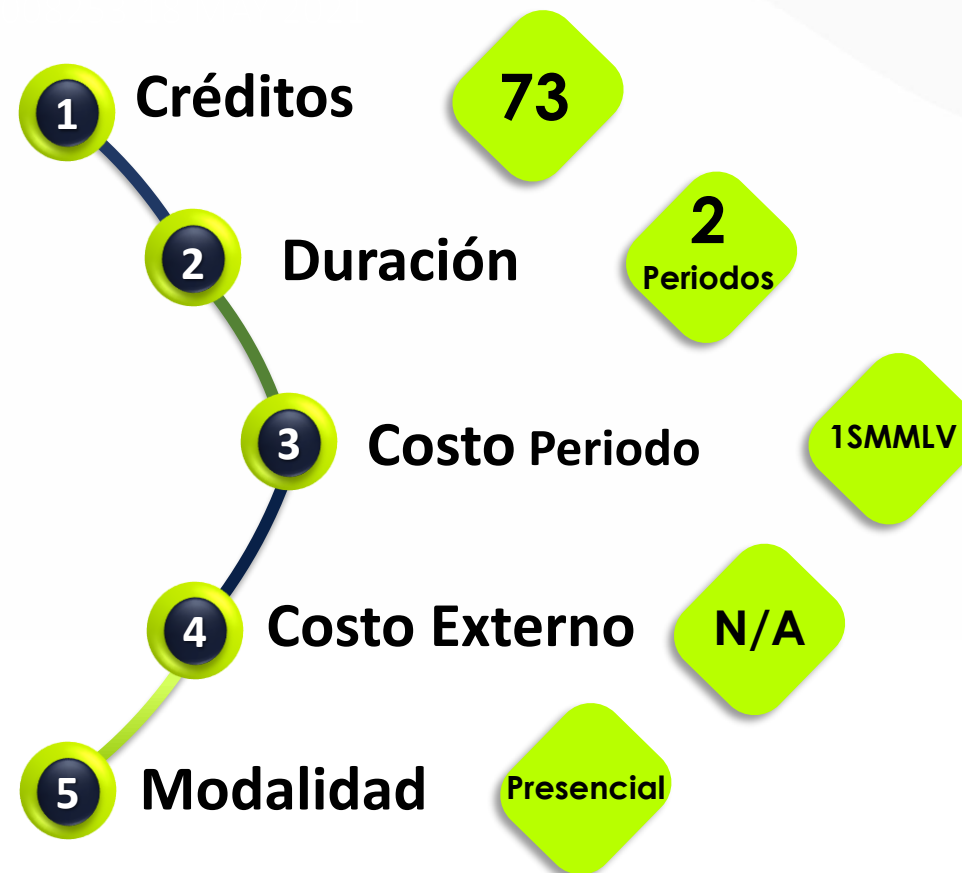 1 Créditos 73
2 Duración 2
Periodos
3 Costo Periodo 1SMMLV
4 Costo Externo N/A
5 Modalidad Presencial